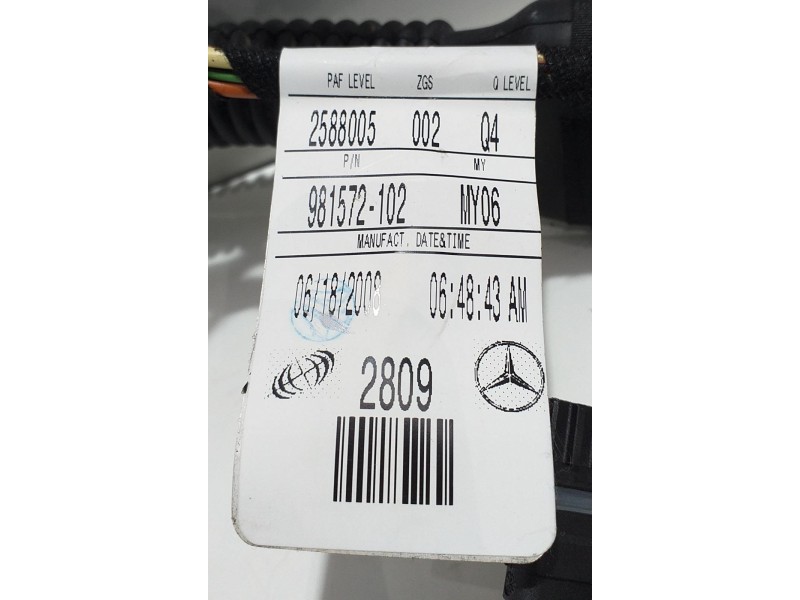 PAF LEVEL ZGS Q LEVEL
2588005 002 Q4
P/N MY
981572-102 MY06
MANUFACT. DATE&TIME
06/18/2008 06:48:43 AM
2809